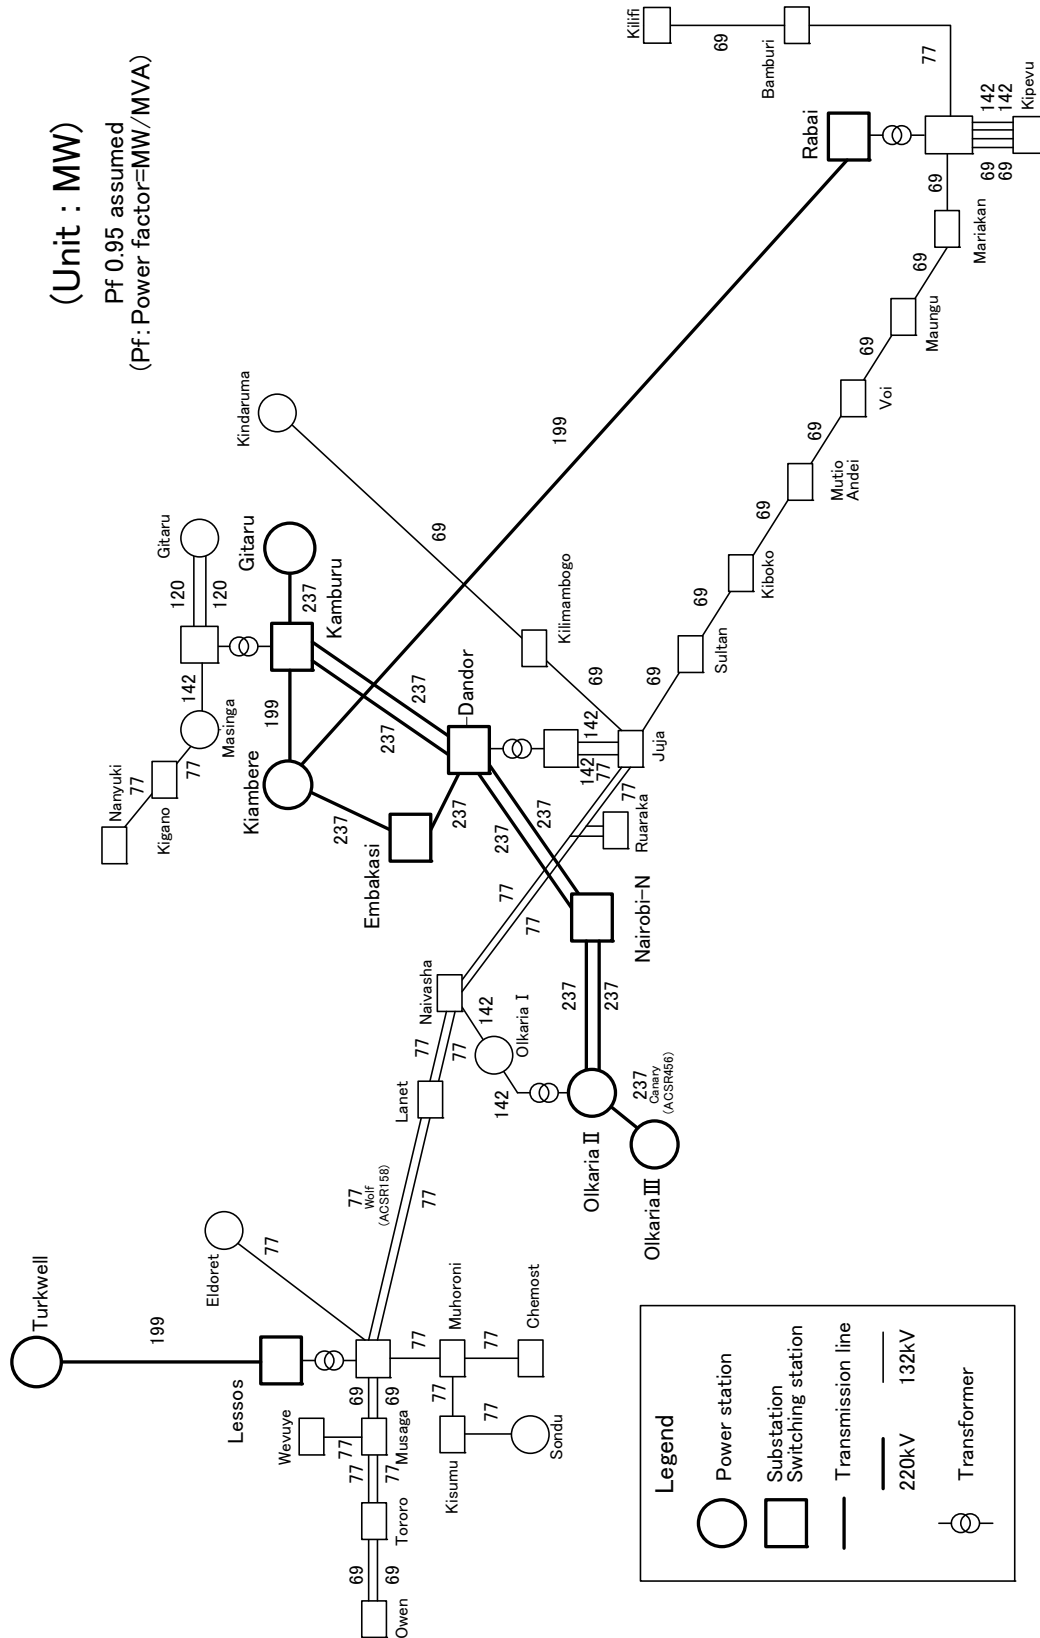 (Unit : MW)
Pf 0.95 assumed
(Pf: Power factor=MW/MVA)
Turkwell
199
Lessos
Eldoret
77
Wevuye
77
69
69
Musaga
77
77
Tororo
69
69
Owen
77
Muhoroni
77
Chemost
77
Kisumu
77
Sondu
77
Wolf
(ACSR158)
77
Lanet
77
77
Naivasha
142
Olkaria I
142
Olkaria II
237
Canary
(ACSR456)
Olkaria III
237
237
Nairobi-N
77
77
237
237
Ruaraka
77
77
Juja
142
142
Dandor
Embakasi
237
237
Kiambere
199
237
237
Kamburu
237
Gitaru
Nanyuki
77
Kigano
77
Masinga
142
120
120
Gitaru
Kindaruma
69
Kilimambogo
69
199
69
Sultan
69
Kiboko
69
Mutio
Andei
69
Voi
69
Maungu
69
Mariakan
69
Rabai
142
142
69
69
Kipevu
77
Bamburi
69
Kilifi
Legend
Power station
Substation
Switching station
Transmission line
220kV
132kV
Transformer